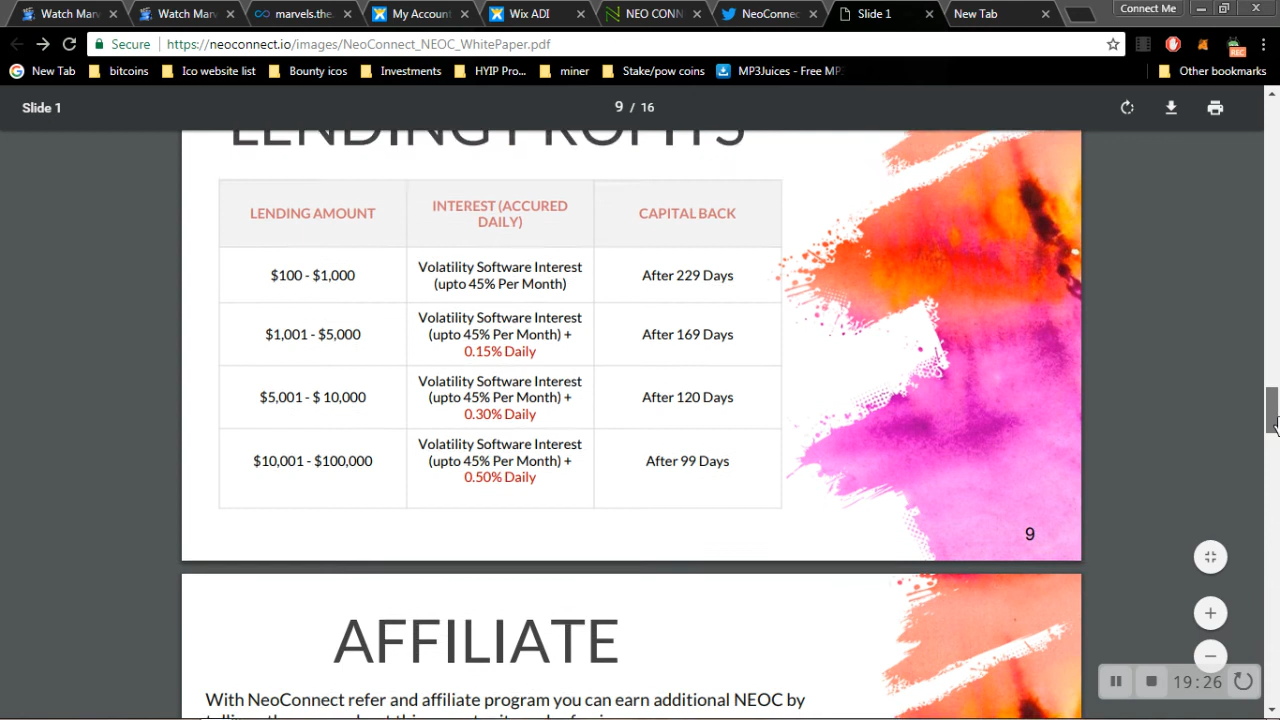 Watch Marv
Watch Marv
marvels.the
My Account
Wix ADI
NEO CONN
NeoConnec
Slide 1
New Tab
Connect Me
Secure
https://neoconnect.io/images/NeoConnect_NEOC_WhitePaper.pdf
New Tab
bitcoins
Ico website list
Bounty icos
Investments
HYIP Pro...
miner
Stake/pow coins
MP3Juices - Free MP3
Other bookmarks
REC
Slide 1
9 / 16
LENDING PROFITS
LENDING AMOUNT
INTEREST (ACCURED
DAILY)
CAPITAL BACK
$100 - $1,000
Volatility Software Interest
(upto 45% Per Month)
After 229 Days
$1,001 - $5,000
Volatility Software Interest
(upto 45% Per Month) +
0.15% Daily
After 169 Days
$5,001 - $ 10,000
Volatility Software Interest
(upto 45% Per Month) +
0.30% Daily
After 120 Days
$10,001 - $100,000
Volatility Software Interest
(upto 45% Per Month) +
0.50% Daily
After 99 Days
9
AFFILIATE
With NeoConnect refer and affiliate program you can earn additional NEOC by
19:26